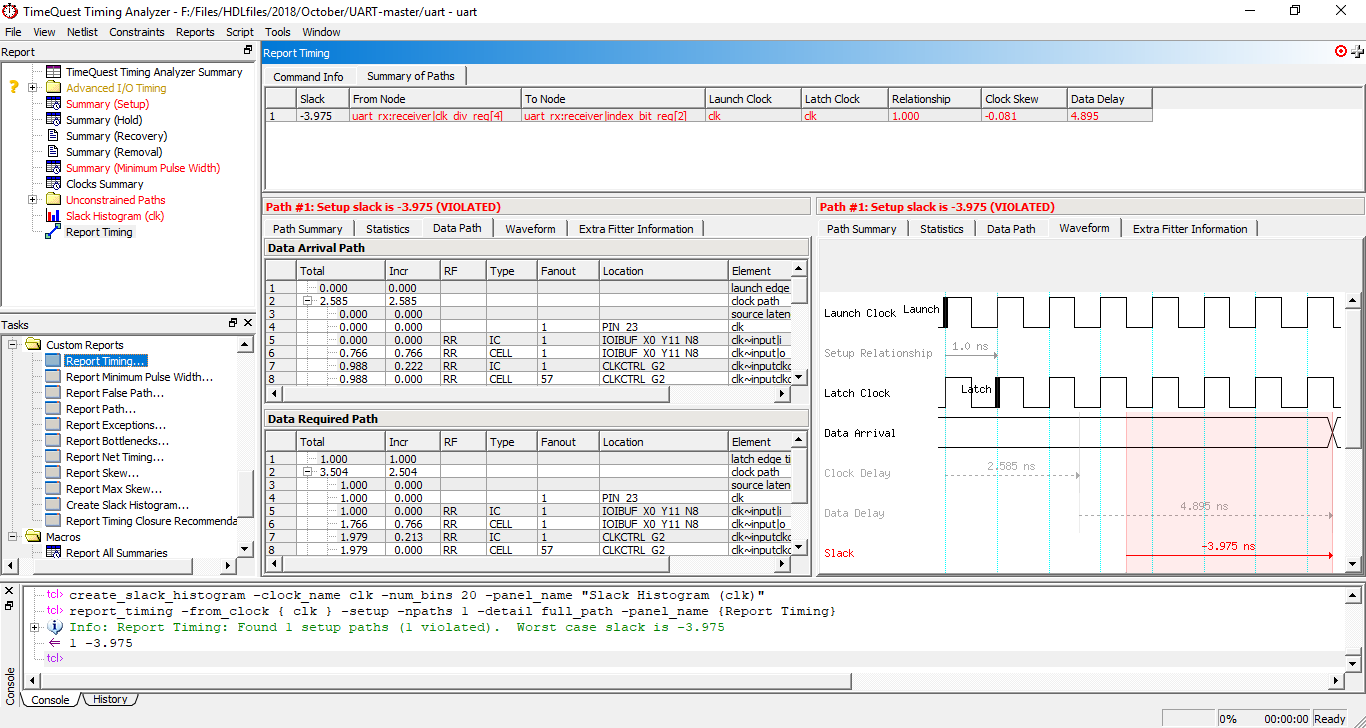 TimeQuest Timing Analyzer - F:/Files/HDLfiles/2018/October/UART-master/uart - uart
File View Netlist Constraints Reports Script Tools Window
Report
TimeQuest Timing Analyzer Summary
Advanced I/O Timing
Summary (Setup)
Summary (Hold)
Summary (Recovery)
Summary (Removal)
Summary (Minimum Pulse Width)
Clocks Summary
Unconstrained Paths
Slack Histogram (clk)
Report Timing
Tasks
Custom Reports
Report Timing...
Report Minimum Pulse Width...
Report False Path...
Report Path...
Report Exceptions...
Report Bottlenecks...
Report Net Timing...
Report Skew...
Report Max Skew...
Create Slack Histogram...
Report Timing Closure Recommenda
Macros
Report All Summaries
Report Timing
Command Info Summary of Paths
Slack From Node To Node Launch Clock Latch Clock Relationship Clock Skew Data Delay
1 -3.975 uart_rx:receiver|clk_div_reg[4] uart_rx:receiver|index_bit_reg[2] clk clk 1.000 -0.081 4.895
Path #1: Setup slack is -3.975 (VIOLATED)
Path Summary Statistics Data Path Waveform Extra Fitter Information
Data Arrival Path
Total Incr RF Type Fanout Location Element
1 0.000 0.000 launch edge
2 2.585 2.585 clock path
3 0.000 0.000 source laten
4 0.000 0.000 1 PIN_23 clk
5 0.000 0.000 RR IC 1 IOIBUF_X0_Y11_N8 clk~input|i
6 0.766 0.766 RR CELL 1 IOIBUF_X0_Y11_N8 clk~input|o
7 0.988 0.222 RR IC 1 CLKCTRL_G2 clk~inputclkc
8 0.988 0.000 RR CELL 57 CLKCTRL_G2 clk~inputclkc
Data Required Path
Total Incr RF Type Fanout Location Element
1 1.000 1.000 latch edge ti
2 3.504 2.504 clock path
3 1.000 0.000 source laten
4 1.000 0.000 1 PIN_23 clk
5 1.000 0.000 RR IC 1 IOIBUF_X0_Y11_N8 clk~input|i
6 1.766 0.766 RR CELL 1 IOIBUF_X0_Y11_N8 clk~input|o
7 1.979 0.213 RR IC 1 CLKCTRL_G2 clk~inputclkc
8 1.979 0.000 RR CELL 57 CLKCTRL_G2 clk~inputclkc
Path #1: Setup slack is -3.975 (VIOLATED)
Path Summary Statistics Data Path Waveform Extra Fitter Information
Launch Clock Launch
Setup Relationship 1.0 ns
Latch Clock Latch
Data Arrival
Clock Delay 2.585 ns
Data Delay 4.895 ns
Slack -3.975 ns
Console
tcl> create_slack_histogram -clock_name clk -num_bins 20 -panel_name "Slack Histogram (clk)"
tcl> report_timing -from_clock { clk } -setup -npaths 1 -detail full_path -panel_name {Report Timing}
Info: Report Timing: Found 1 setup paths (1 violated). Worst case slack is -3.975
1 -3.975
tcl>
Console History
0% 00:00:00 Ready